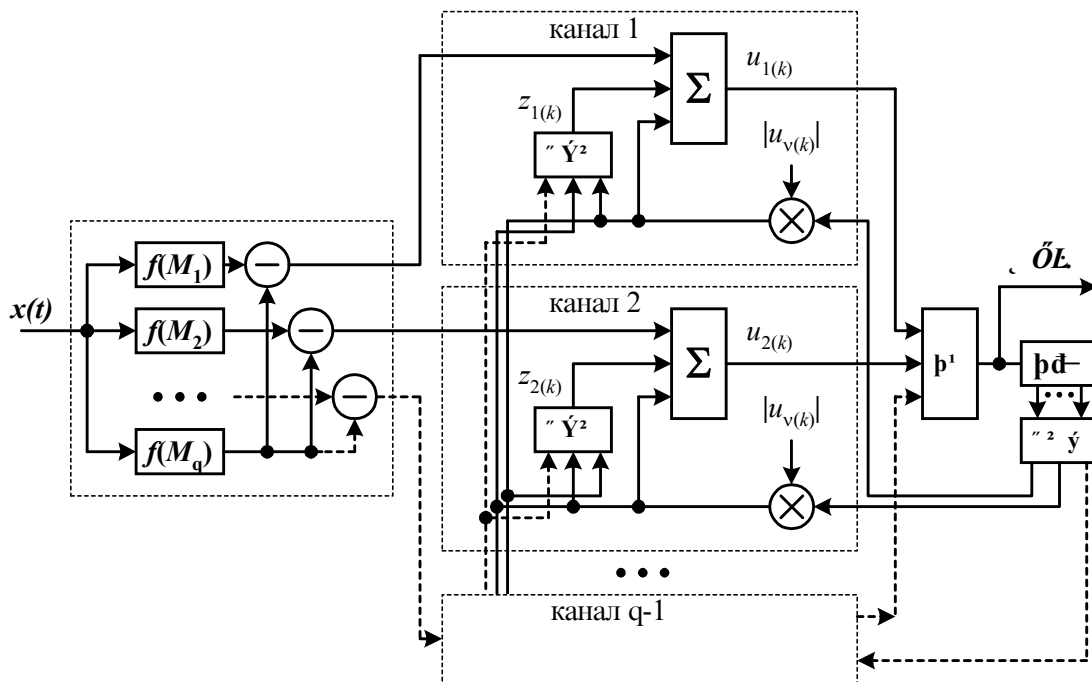 канал 1
u1(k)
z1(k)
|uν(k)|
Σ
x(t)
f(M1)
f(M2)
• • •
f(Mq)
канал 2
u2(k)
z2(k)
|uν(k)|
Σ
• • •
канал q-1